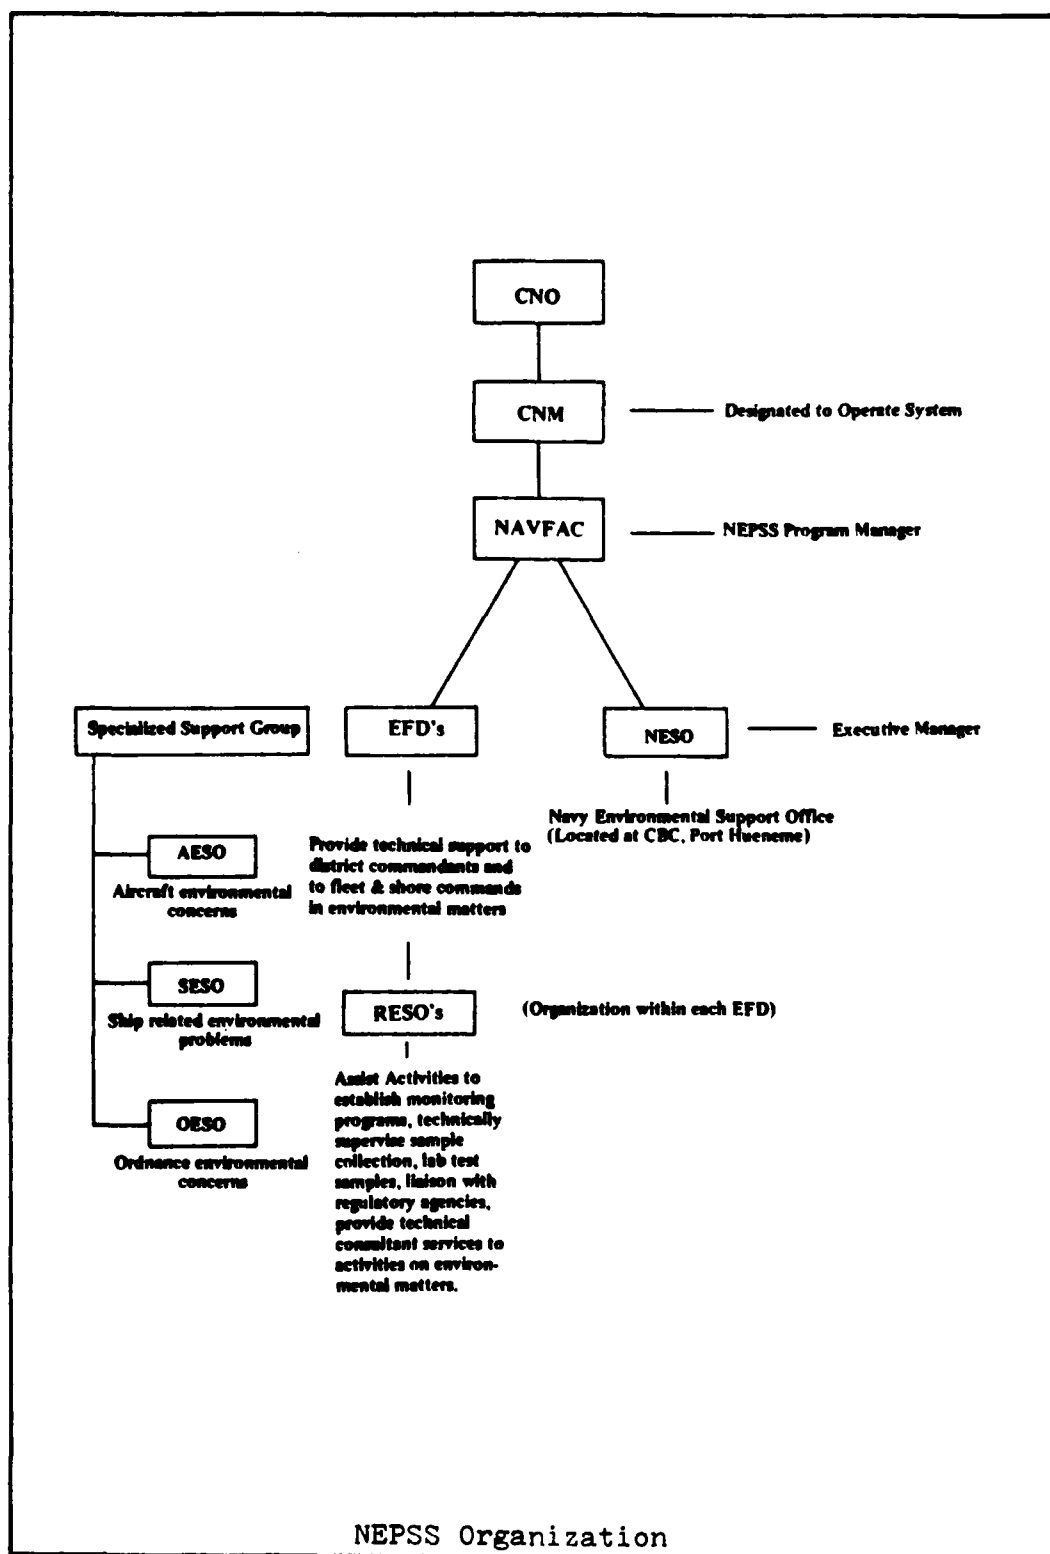 CNO
CNM
Designated to Operate System
NAVFAC
NEPSS Program Manager
Specialized Support Group
EFD's
NESO
Executive Manager
Navy Environmental Support Office
(Located at CBC, Port Hueneme)
AESO
Aircraft environmental
concerns
Provide technical support to
district commandants and
to fleet & shore commands
in environmental matters
SESO
Ship related environmental
problems
RESO's
(Organization within each EFD)
OESO
Ordnance environmental
concerns
Assist Activities to
establish monitoring
programs, technically
supervise sample
collection, lab test
samples, liaison with
regulatory agencies,
provide technical
consultant services to
activities on environ-
mental matters.
NEPSS Organization